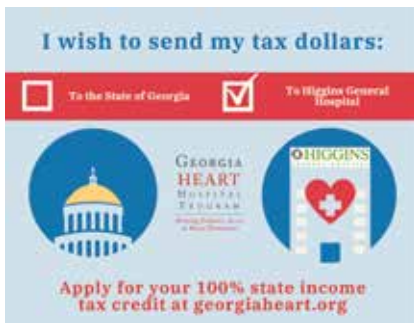 I wish to send my tax dollars:
To the State of Georgia
To Higgins General
Hospital
GEORGIA
HEART
HOSPITAL
PROGRAM
HIGGINS
Apply for your 100% state income
tax credit at georgiaheart.org